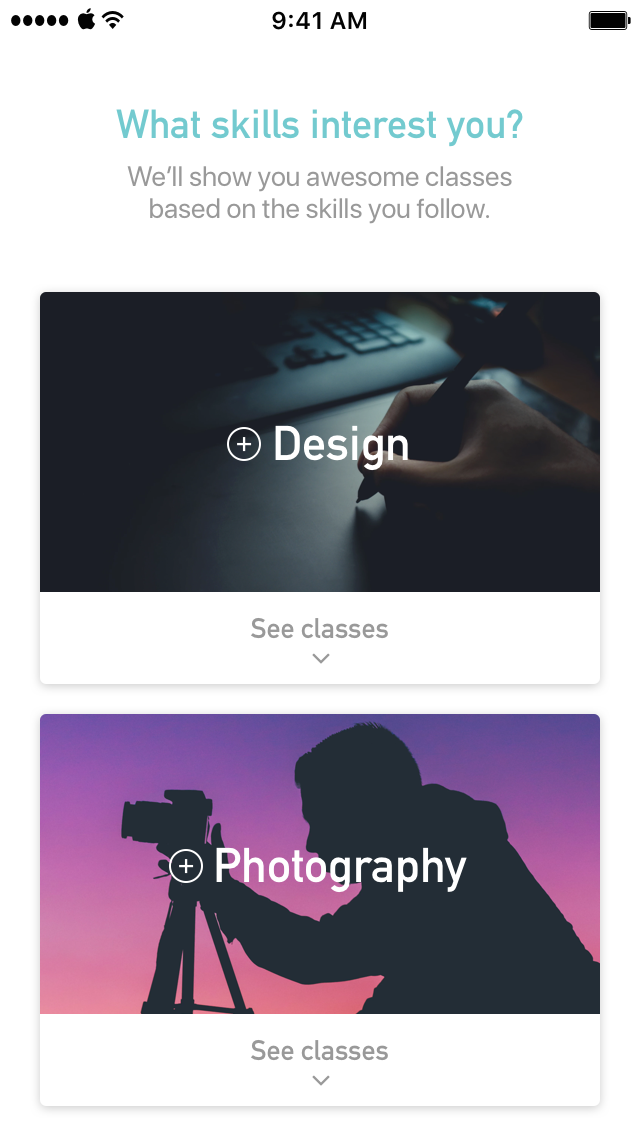 9:41 AM
What skills interest you?
We’ll show you awesome classes
based on the skills you follow.
Design
See classes
Photography
See classes